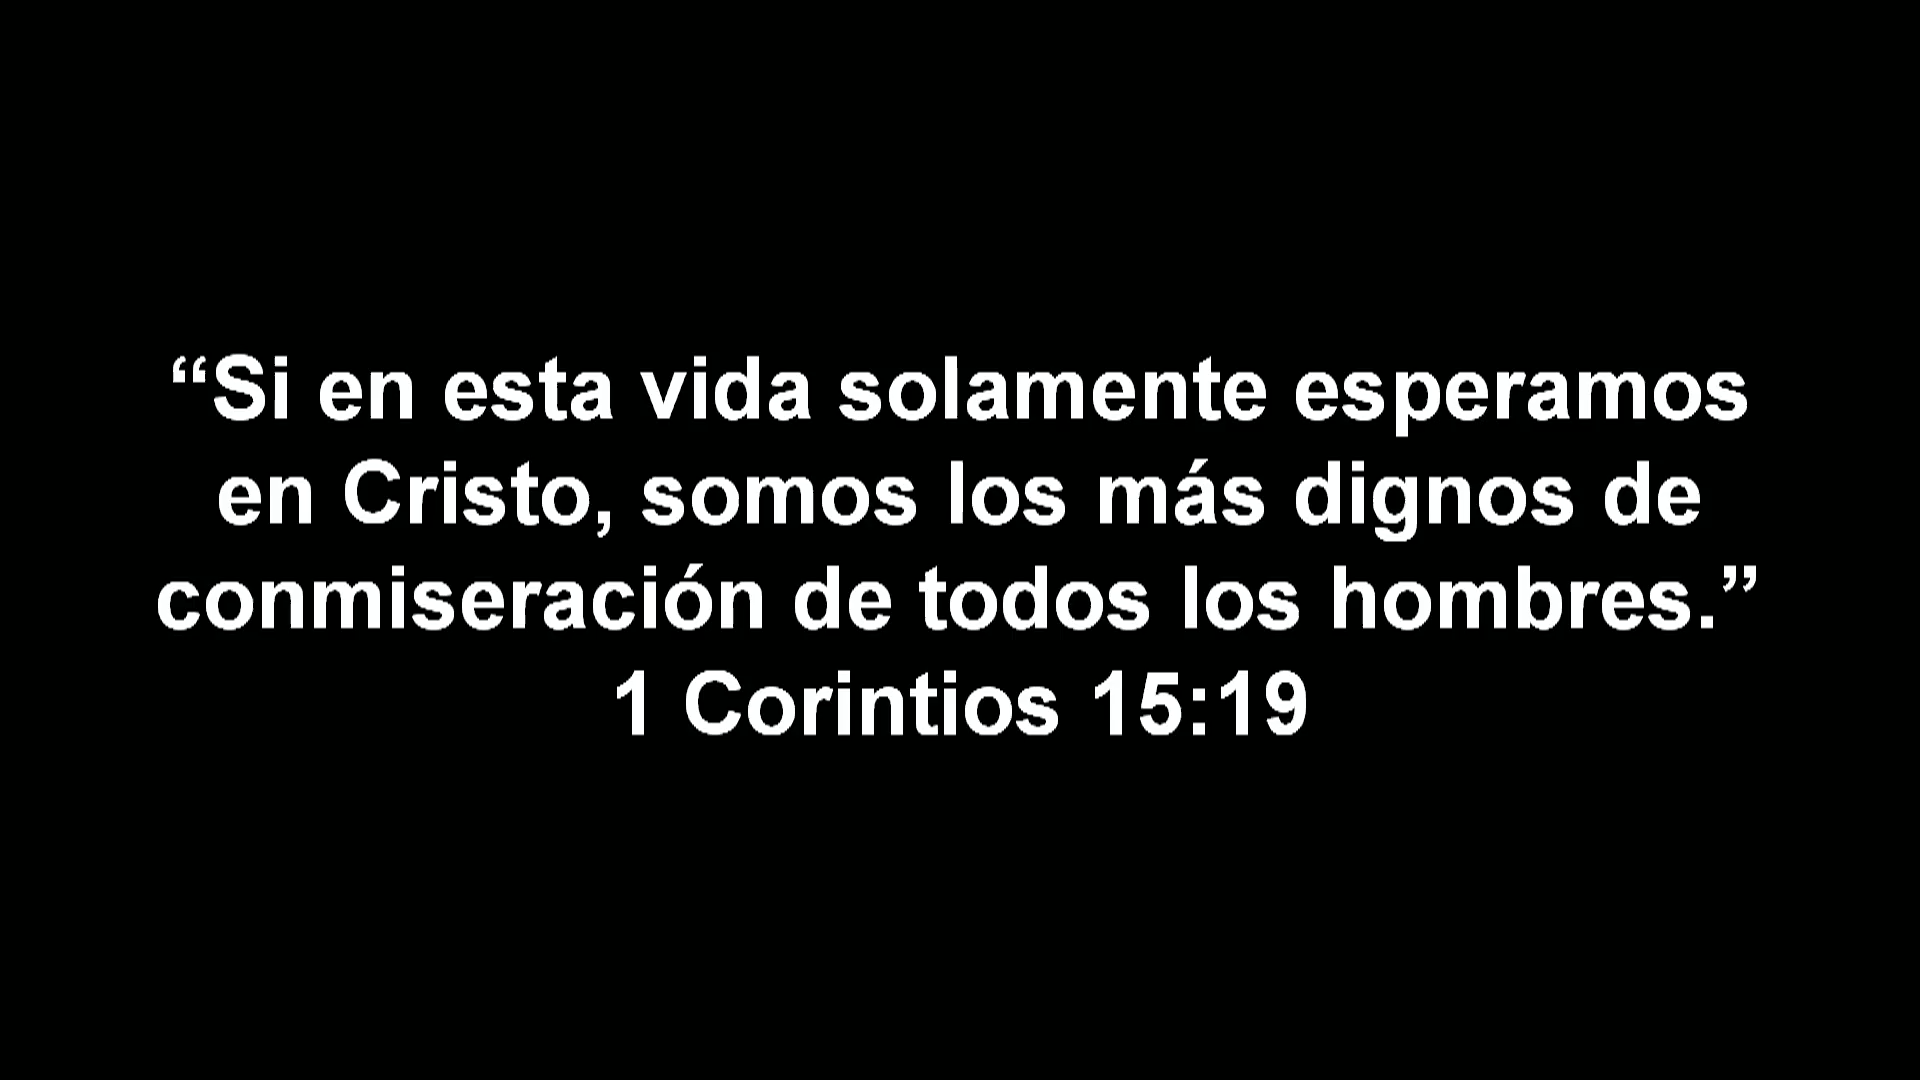 “Si en esta vida solamente esperamos
en Cristo, somos los más dignos de
conmiseración de todos los hombres.”
1 Corintios 15:19